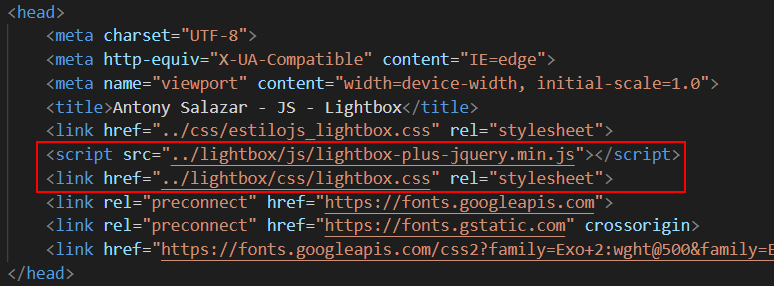 <head>
<meta charset="UTF-8">
<meta http-equiv="X-UA-Compatible" content="IE=edge">
<meta name="viewport" content="width=device-width, initial-scale=1.0">
<title>Antony Salazar - JS - Lightbox</title>
<link href="../css/estilojs_lightbox.css" rel="stylesheet">
<script src="../lightbox/js/lightbox-plus-jquery.min.js"></script>
<link href="../lightbox/css/lightbox.css" rel="stylesheet">
<link rel="preconnect" href="https://fonts.googleapis.com">
<link rel="preconnect" href="https://fonts.gstatic.com" crossorigin>
<link href="https://fonts.googleapis.com/css2?family=Exo+2:wght@500&family=E
</head>